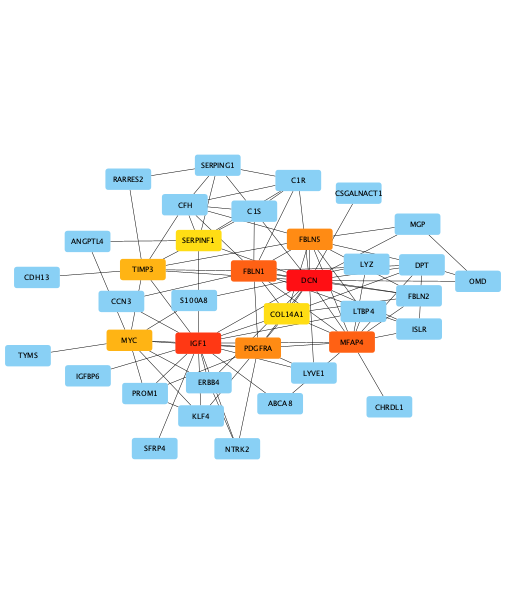 SERPING1
RARRES2
C1R
CSGALNACT1
CFH
C1S
MGP
ANGPTL4
SERPINF1
FBLN5
CDH13
TIMP3
FBLN1
LYZ
DPT
DCN
OMD
CCN3
S100A8
FBLN2
COL14A1
LTBP4
ISLR
MYC
IGF1
PDGFRA
MFAP4
TYMS
IGFBP6
ERBB4
LYVE1
PROM1
ABCA8
CHRDL1
KLF4
SFRP4
NTRK2